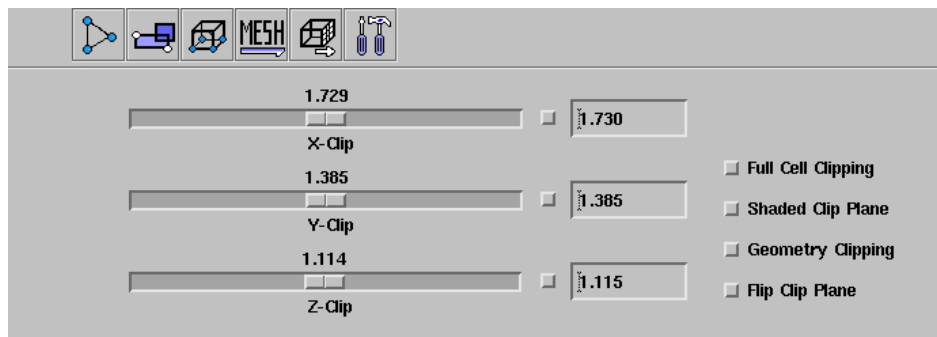 MESH
1.729
1.730
X-Clip
1.385
1.385
Y-Clip
1.114
1.115
Z-Clip
Full Cell Clipping
Shaded Clip Plane
Geometry Clipping
Flip Clip Plane